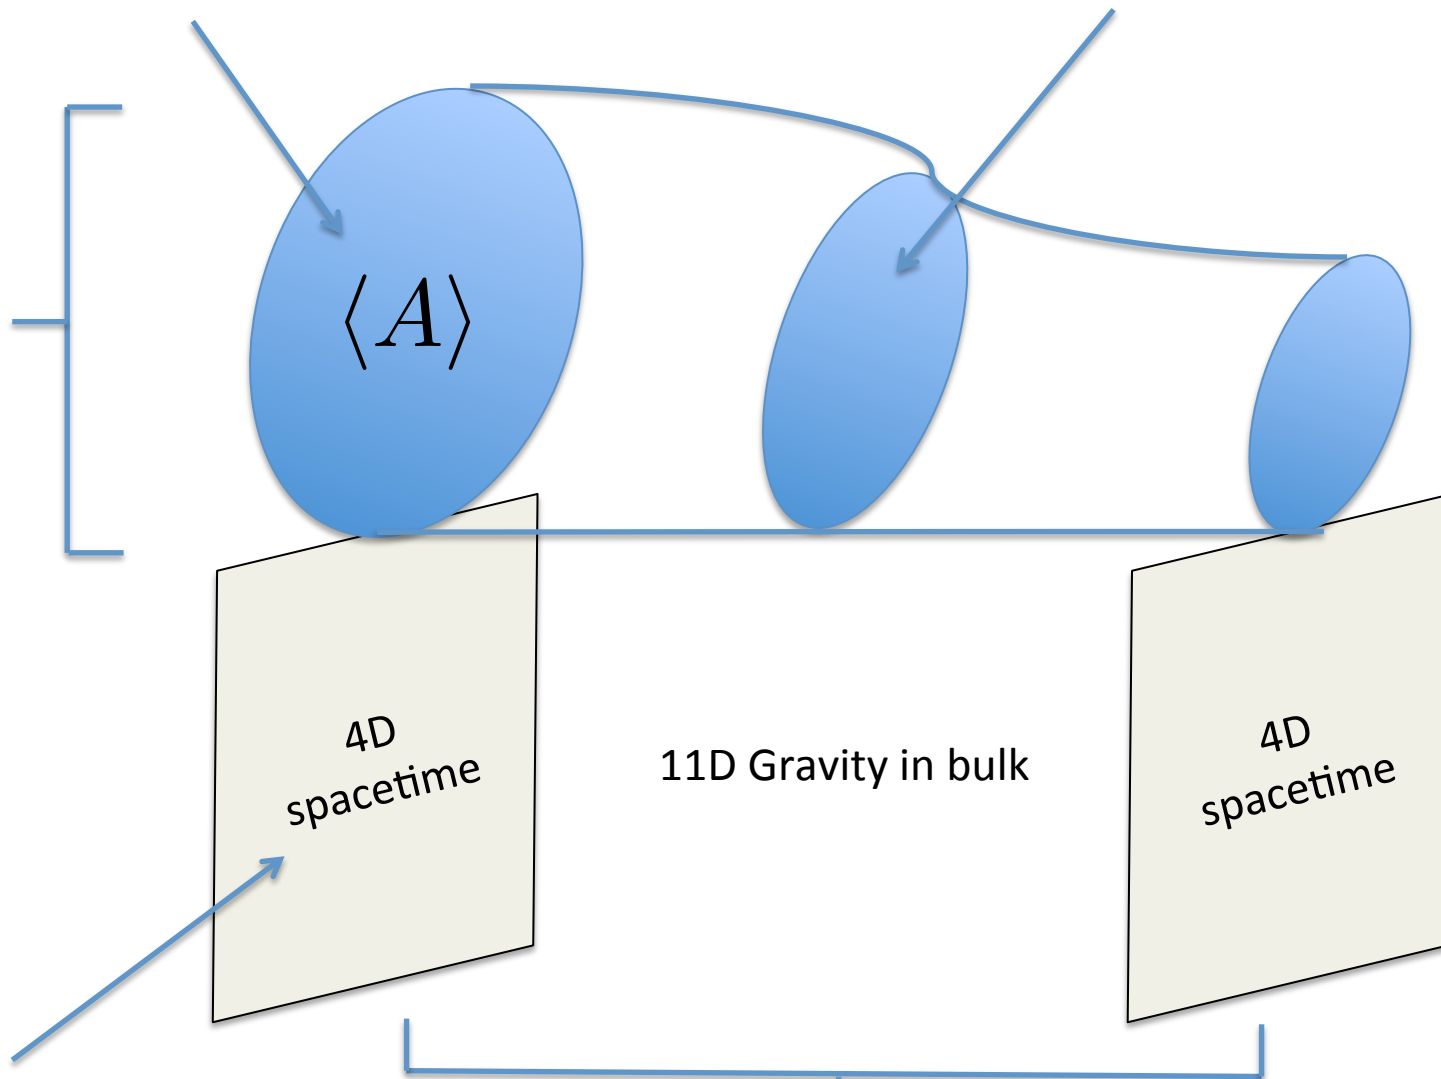 ⟨A⟩
4D
spacetime
11D Gravity in bulk
4D
spacetime